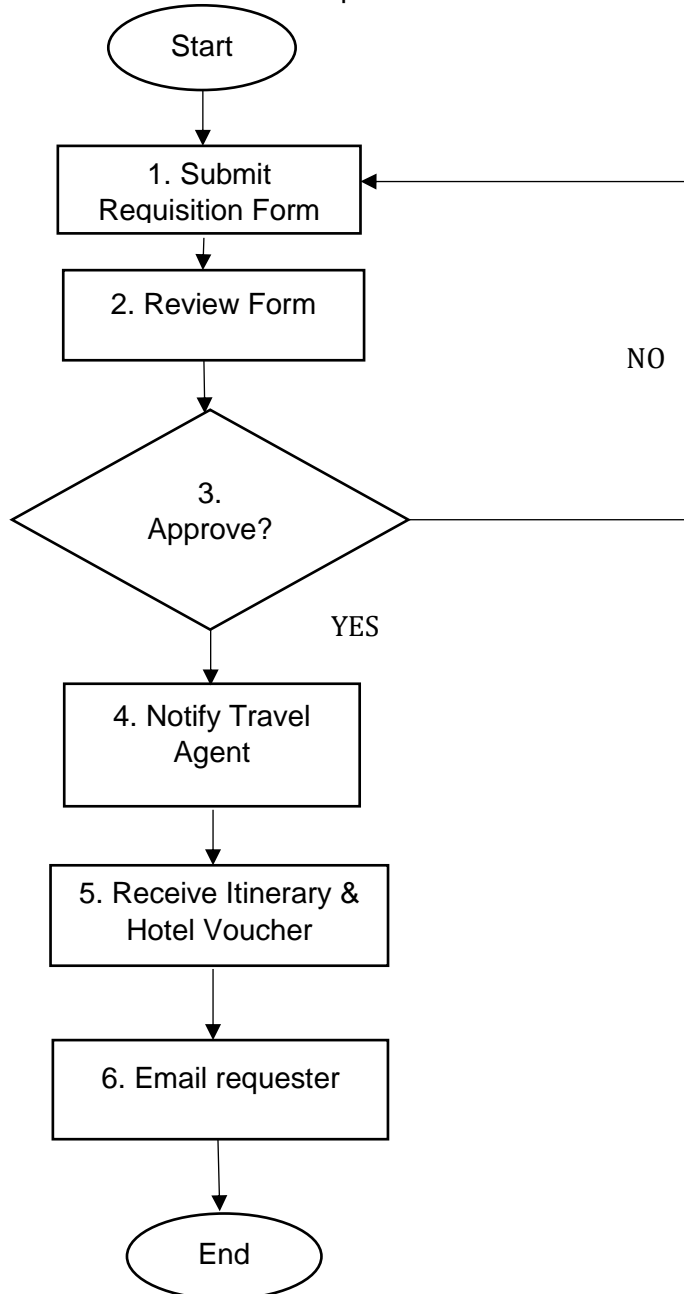 Start
1. Submit
Requisition Form
2. Review Form
NO
3.
Approve?
YES
4. Notify Travel
Agent
5. Receive Itinerary &
Hotel Voucher
6. Email requester
End